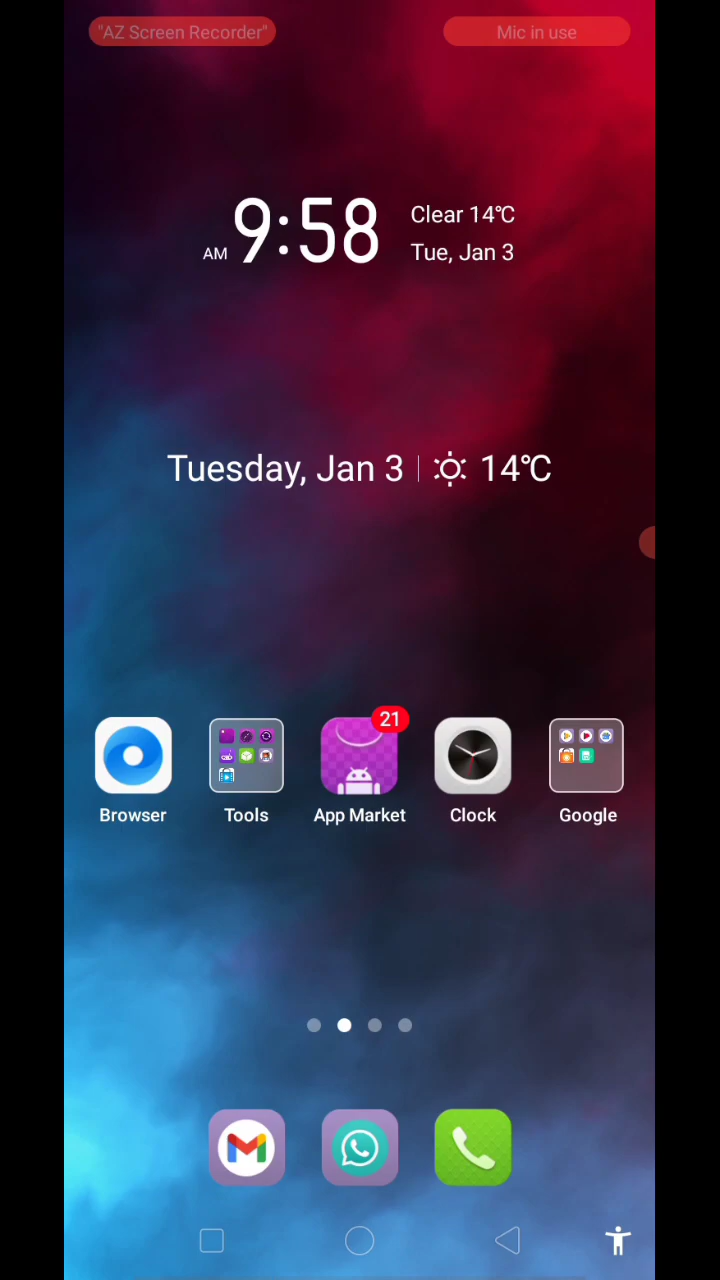 "AZ Screen Recorder" Mic in use
AM 9:58
Clear 14℃
Tue, Jan 3
Tuesday, Jan 3 14℃
21
Browser Tools App Market Clock Google